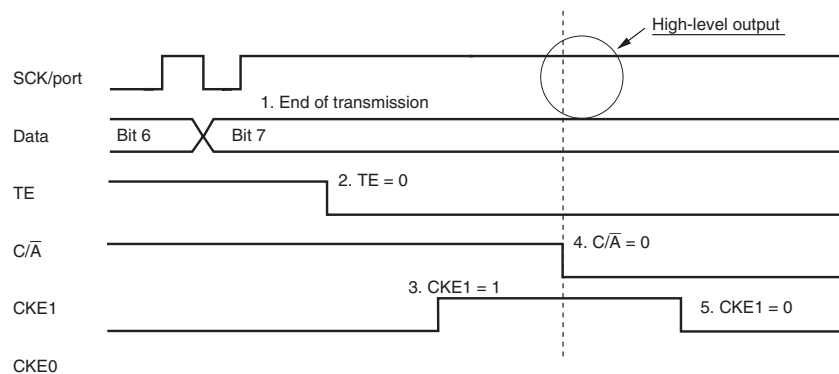 High-level output
SCK/port
1. End of transmission
Data
Bit 6
Bit 7
TE
2. TE = 0
C/A̅
4. C/A̅ = 0
3. CKE1 = 1
CKE1
5. CKE1 = 0
CKE0